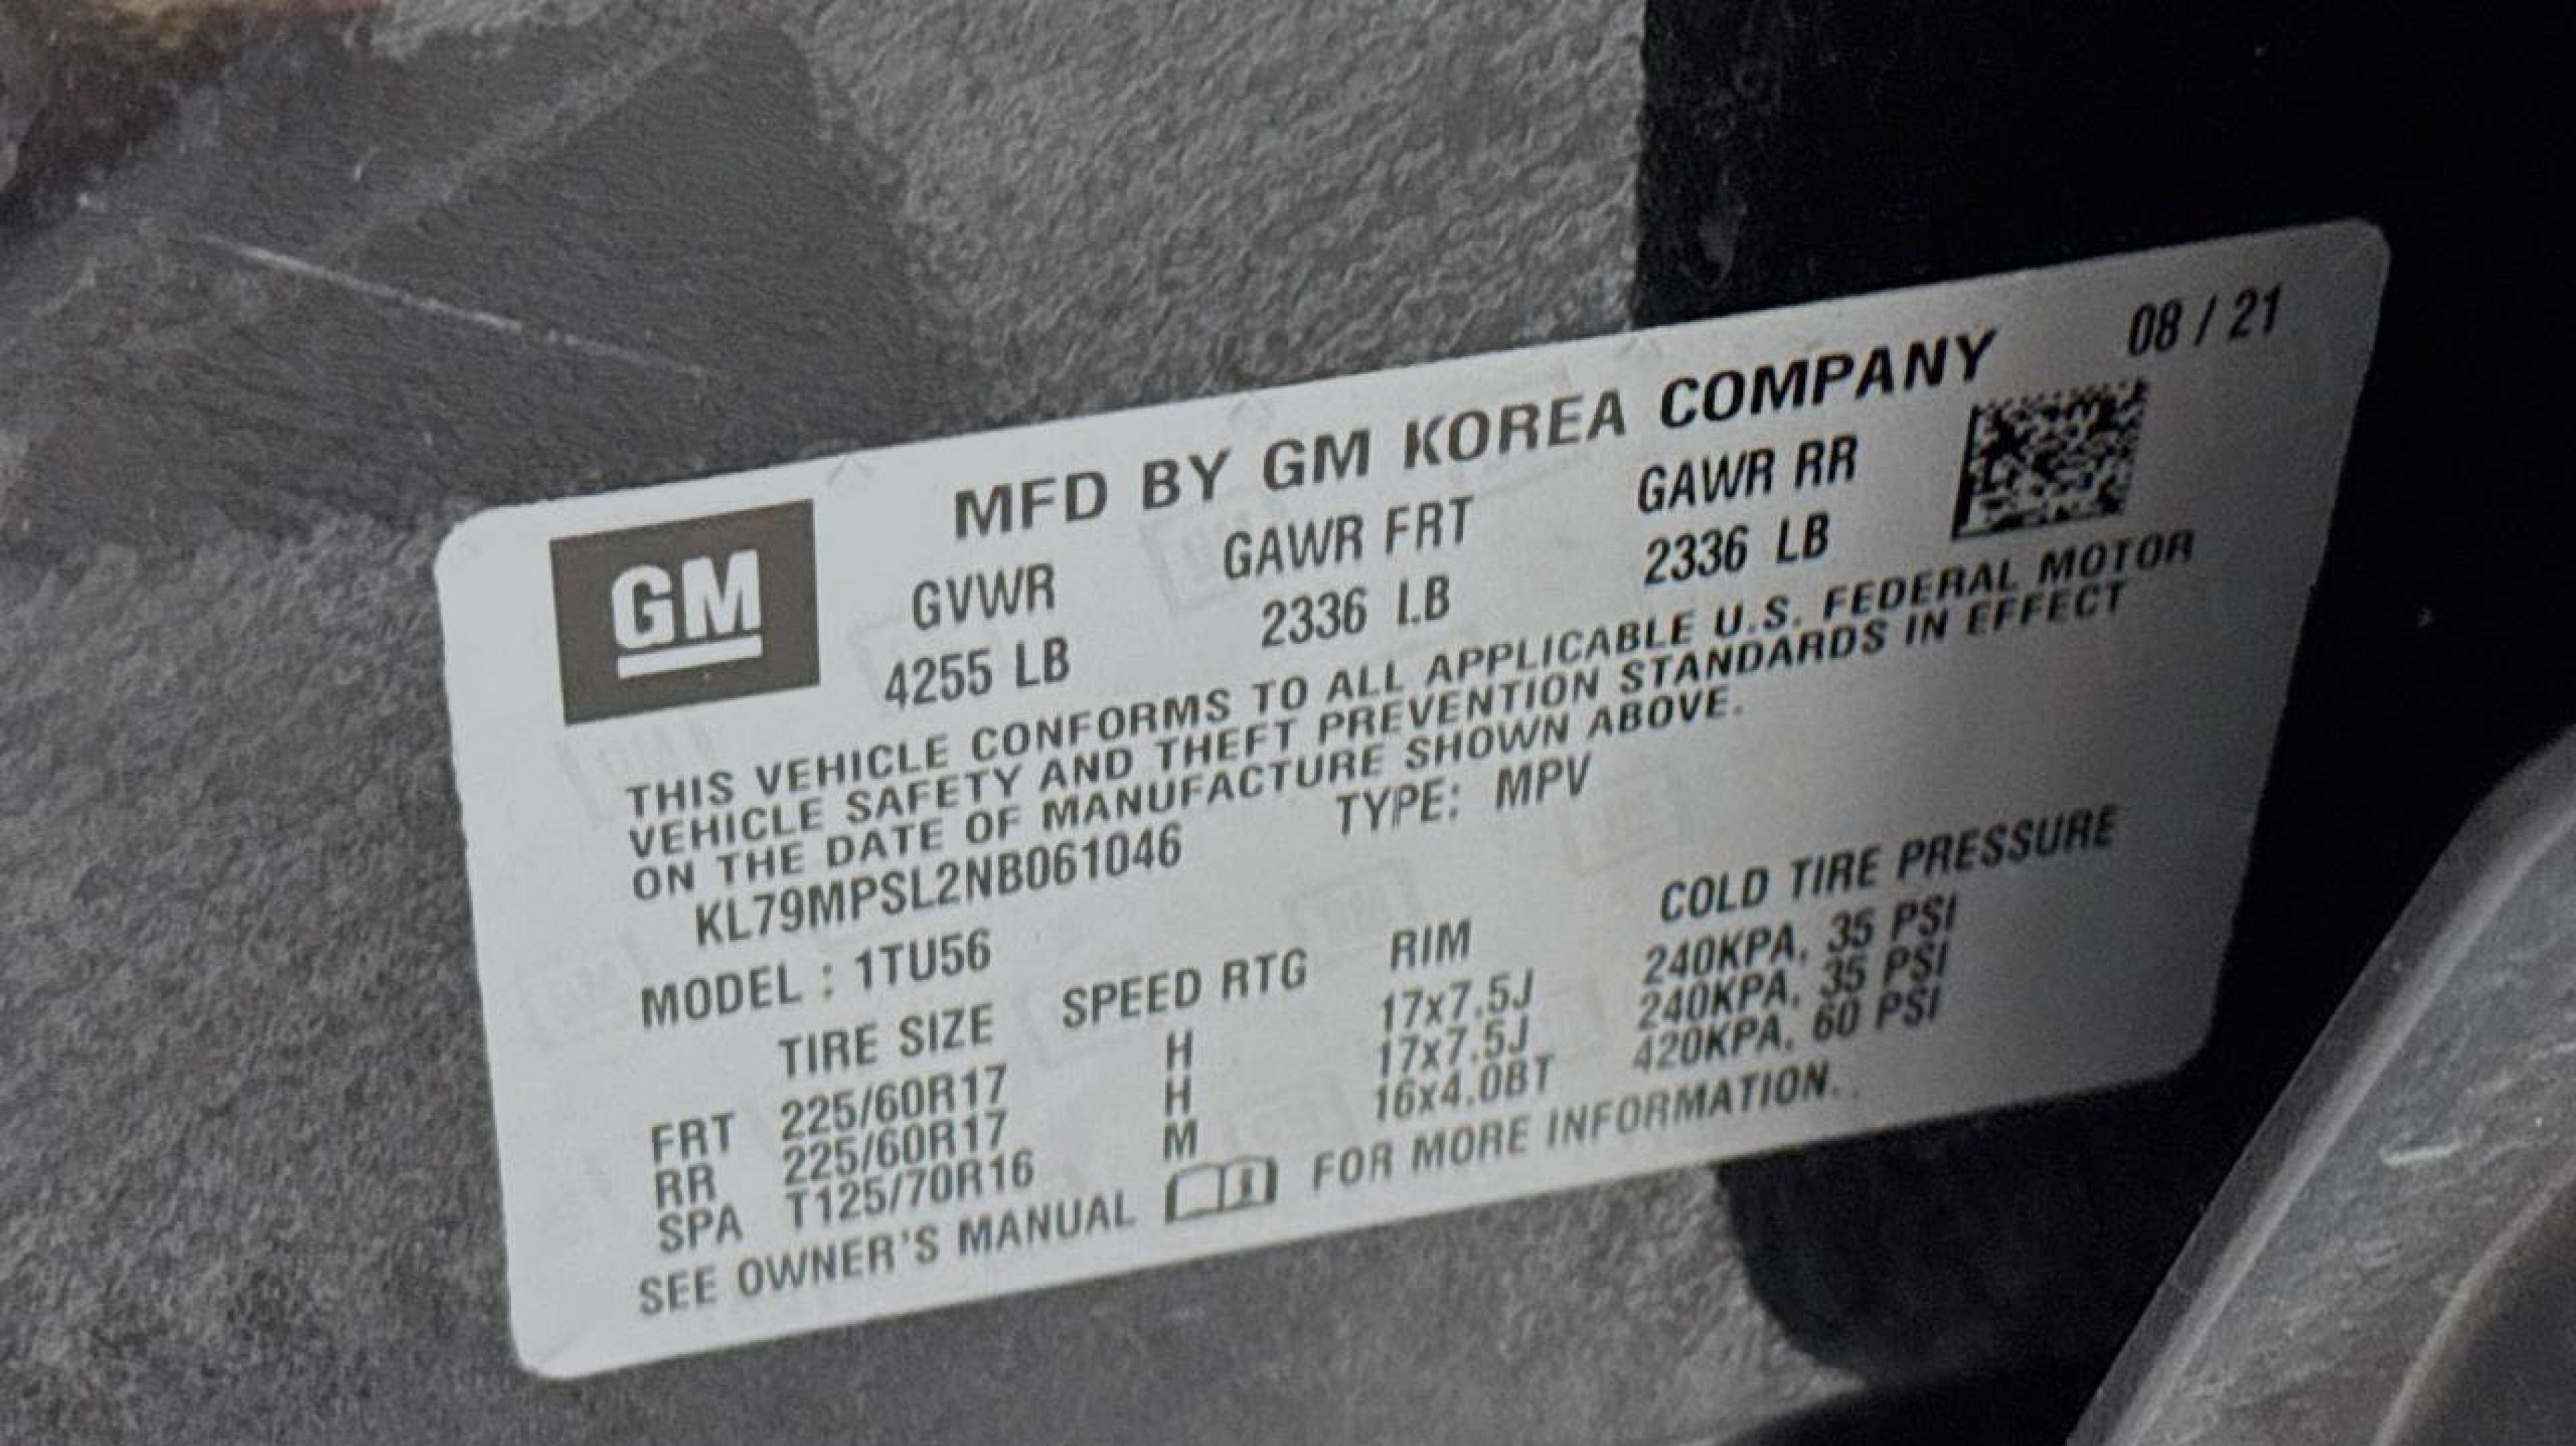 MFD BY GM KOREA COMPANY 08 / 21
GM
GVWR GAWR FRT GAWR RR
4255 LB 2336 LB 2336 LB
THIS VEHICLE CONFORMS TO ALL APPLICABLE U.S. FEDERAL MOTOR
VEHICLE SAFETY AND THEFT PREVENTION STANDARDS IN EFFECT
ON THE DATE OF MANUFACTURE SHOWN ABOVE.
KL79MPSL2NB061046 TYPE: MPV
MODEL : 1TU56
TIRE SIZE SPEED RTG RIM COLD TIRE PRESSURE
FRT 225/60R17 H 17x7.5J 240KPA, 35 PSI
RR 225/60R17 H 17x7.5J 240KPA, 35 PSI
SPA T125/70R16 M 16x4.0BT 420KPA, 60 PSI
SEE OWNER'S MANUAL FOR MORE INFORMATION.